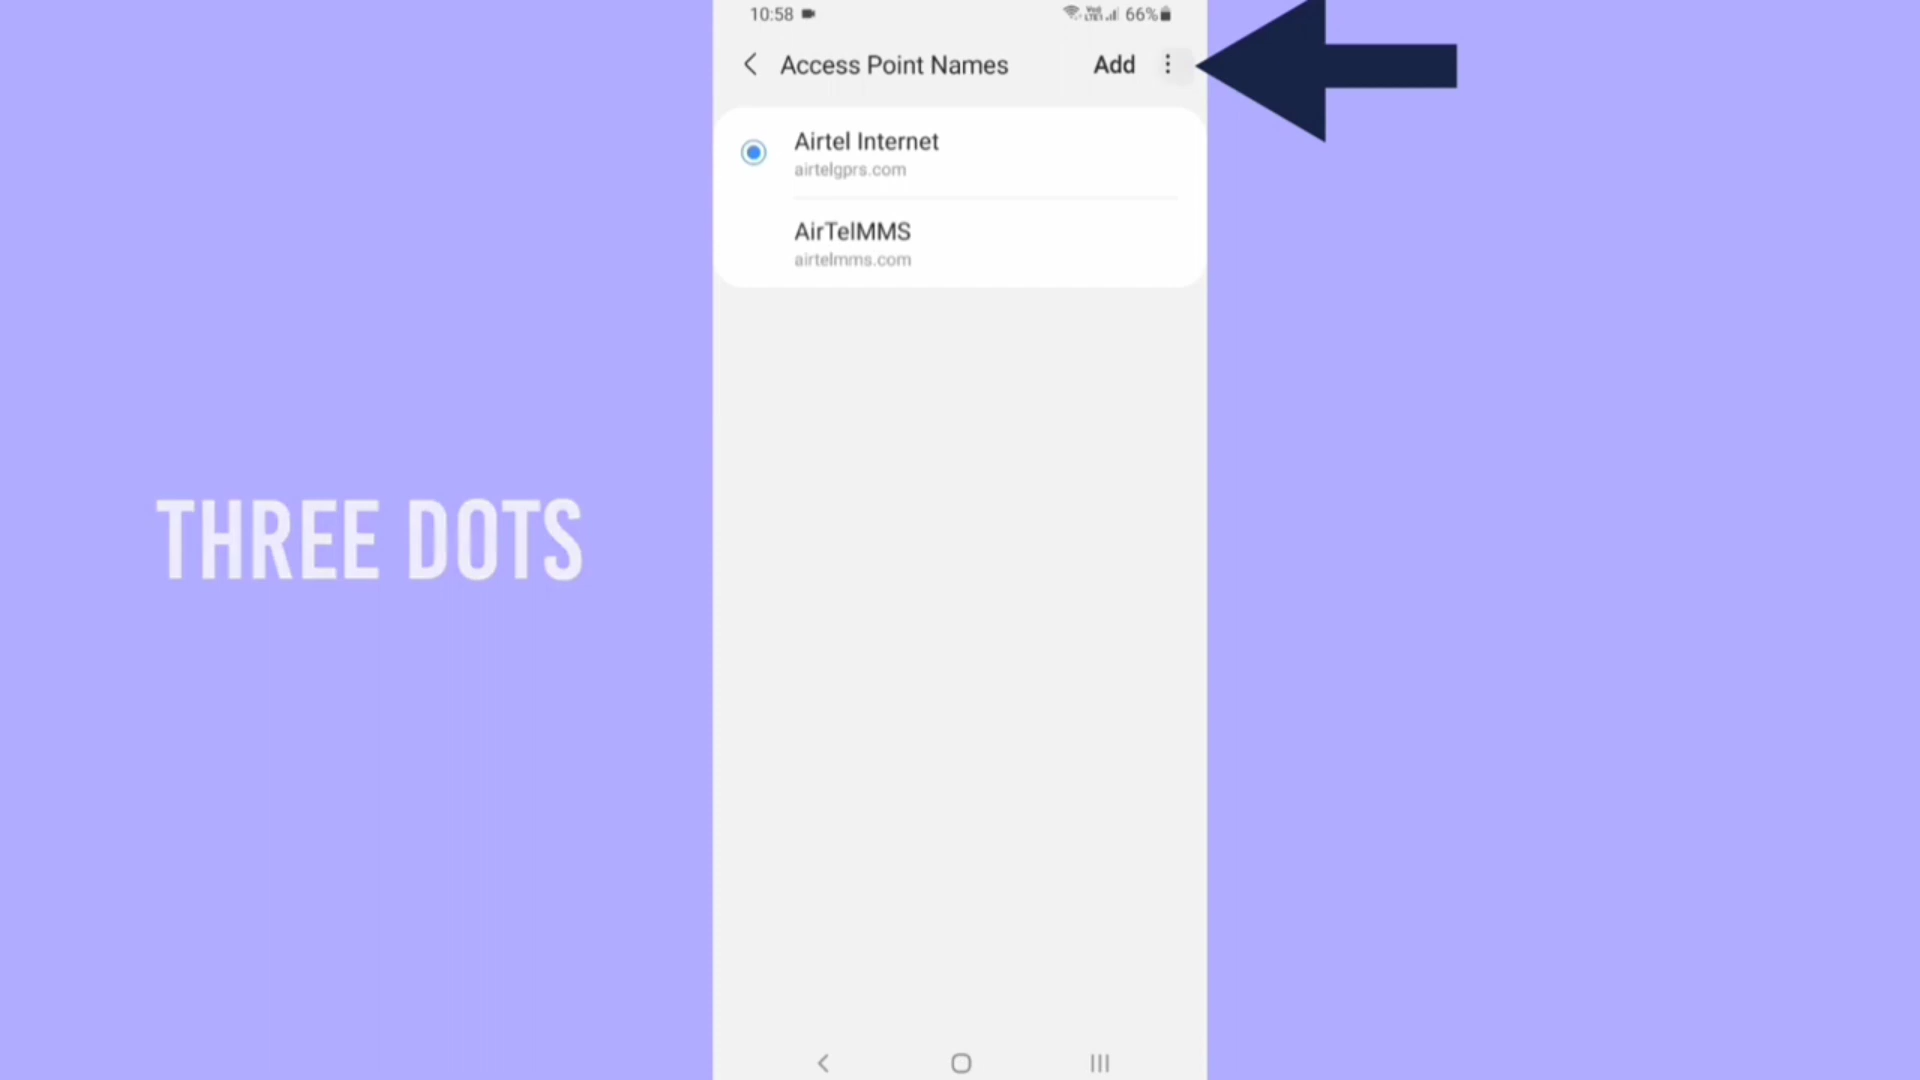 10:58
66%
Access Point Names
Add
Airtel Internet
airtelgprs.com
AirTelMMS
airtelmms.com
THREE DOTS